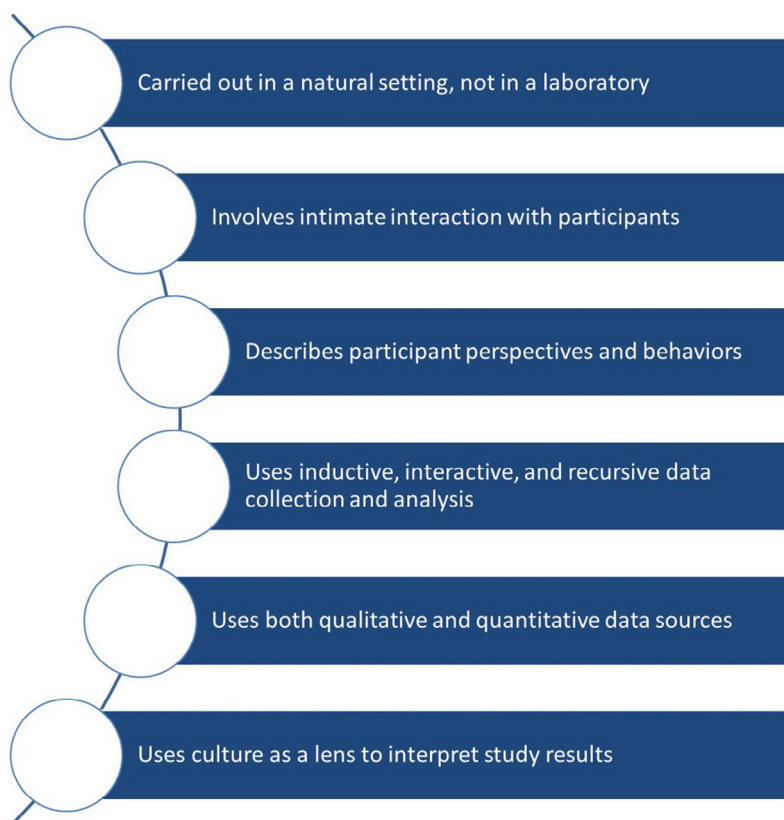 Carried out in a natural setting, not in a laboratory
Involves intimate interaction with participants
Describes participant perspectives and behaviors
Uses inductive, interactive, and recursive data
collection and analysis
Uses both qualitative and quantitative data sources
Uses culture as a lens to interpret study results